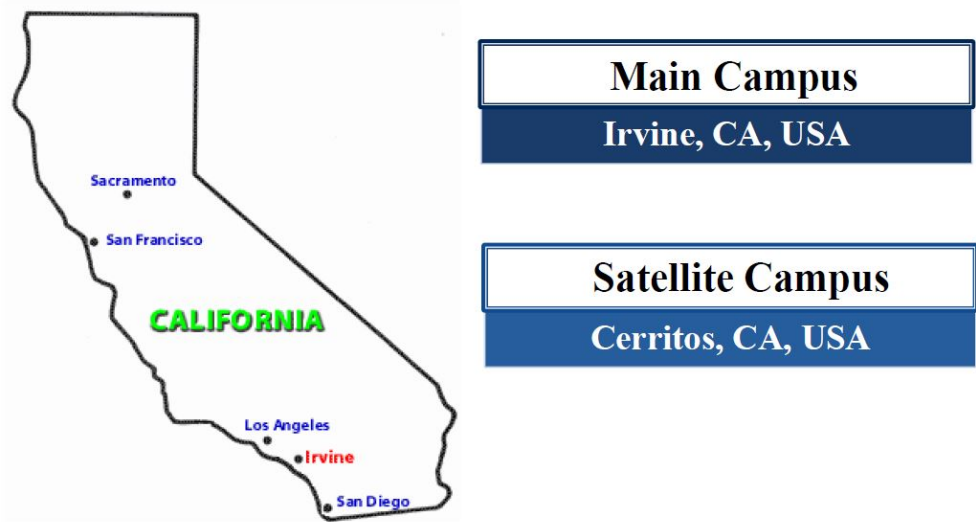 Sacramento
San Francisco
CALIFORNIA
Los Angeles
Irvine
San Diego
Main Campus
Irvine, CA, USA
Satellite Campus
Cerritos, CA, USA